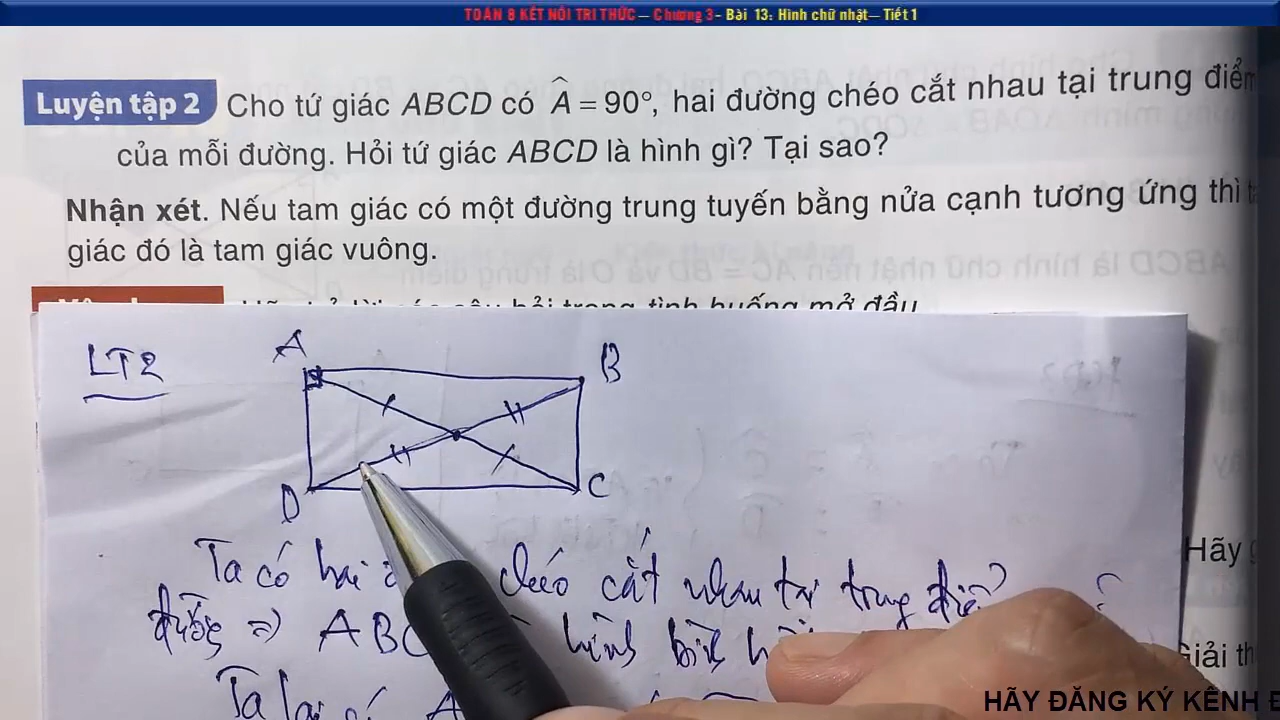 TOÁN 8 KẾT NỐI TRI THỨC – Chương 3- Bài 13: Hình chữ nhật– Tiết 1
Luyện tập 2 Cho tứ giác ABCD có Â = 90°, hai đường chéo cắt nhau tại trung điểm
của mỗi đường. Hỏi tứ giác ABCD là hình gì? Tại sao?
Nhận xét. Nếu tam giác có một đường trung tuyến bằng nửa cạnh tương ứng thì
giác đó là tam giác vuông.
LT2
A
B
D
C
Ta có hai chéo cắt nhau tại trung điểm
đường => ABC hình bình
Hãy
Giải
Ta lại có A
HÃY ĐĂNG KÝ KÊNH